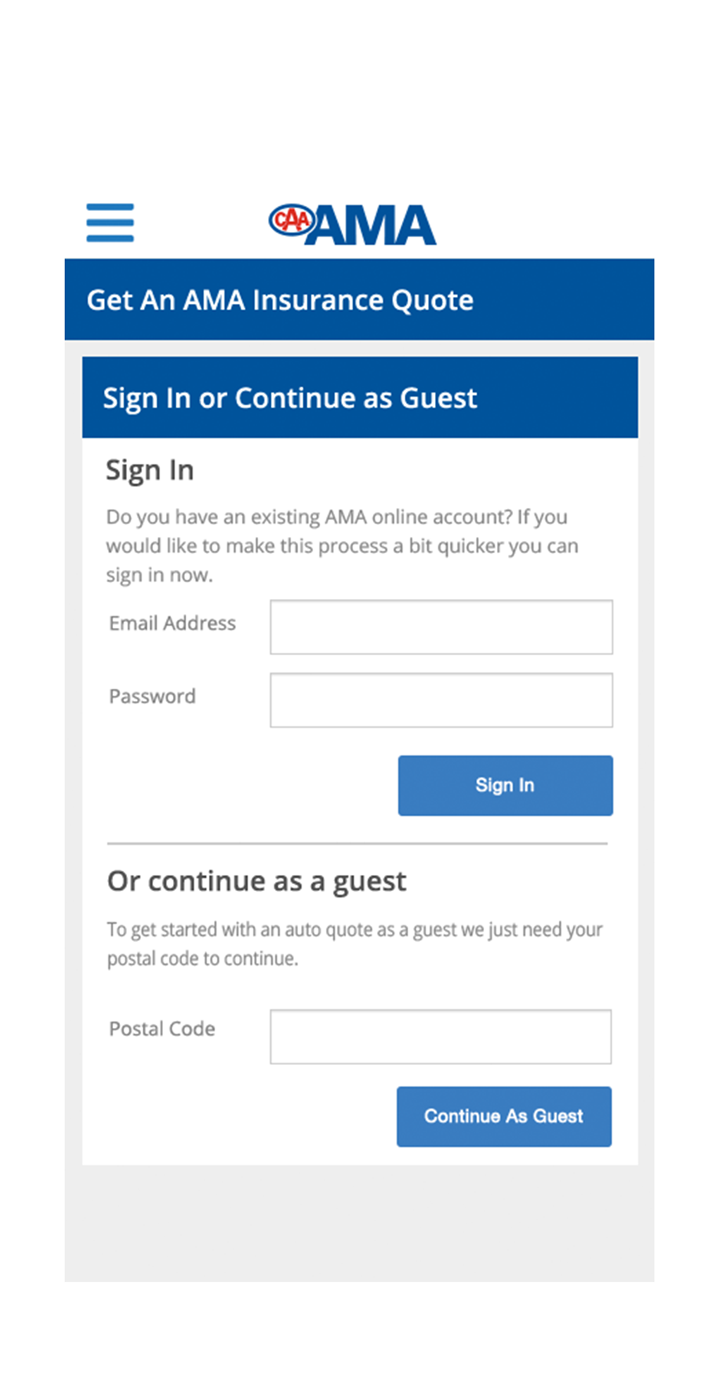 CAA AMA
Get An AMA Insurance Quote
Sign In or Continue as Guest
Sign In
Do you have an existing AMA online account? If you
would like to make this process a bit quicker you can
sign in now.
Email Address
Password
Sign In
Or continue as a guest
To get started with an auto quote as a guest we just need your
postal code to continue.
Postal Code
Continue As Guest